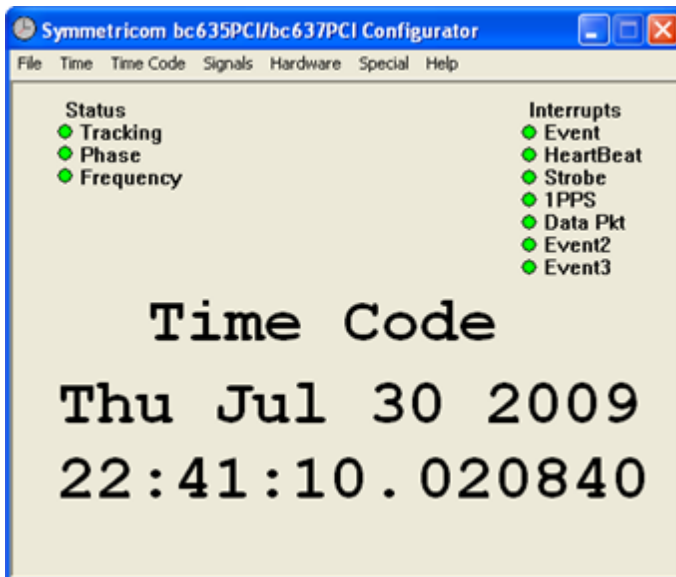 Symmetricom bc635PCI/bc637PCI Configurator
File Time Time Code Signals Hardware Special Help
Status
Tracking
Phase
Frequency
Interrupts
Event
HeartBeat
Strobe
1PPS
Data Pkt
Event2
Event3
Time Code
Thu Jul 30 2009
22:41:10.020840